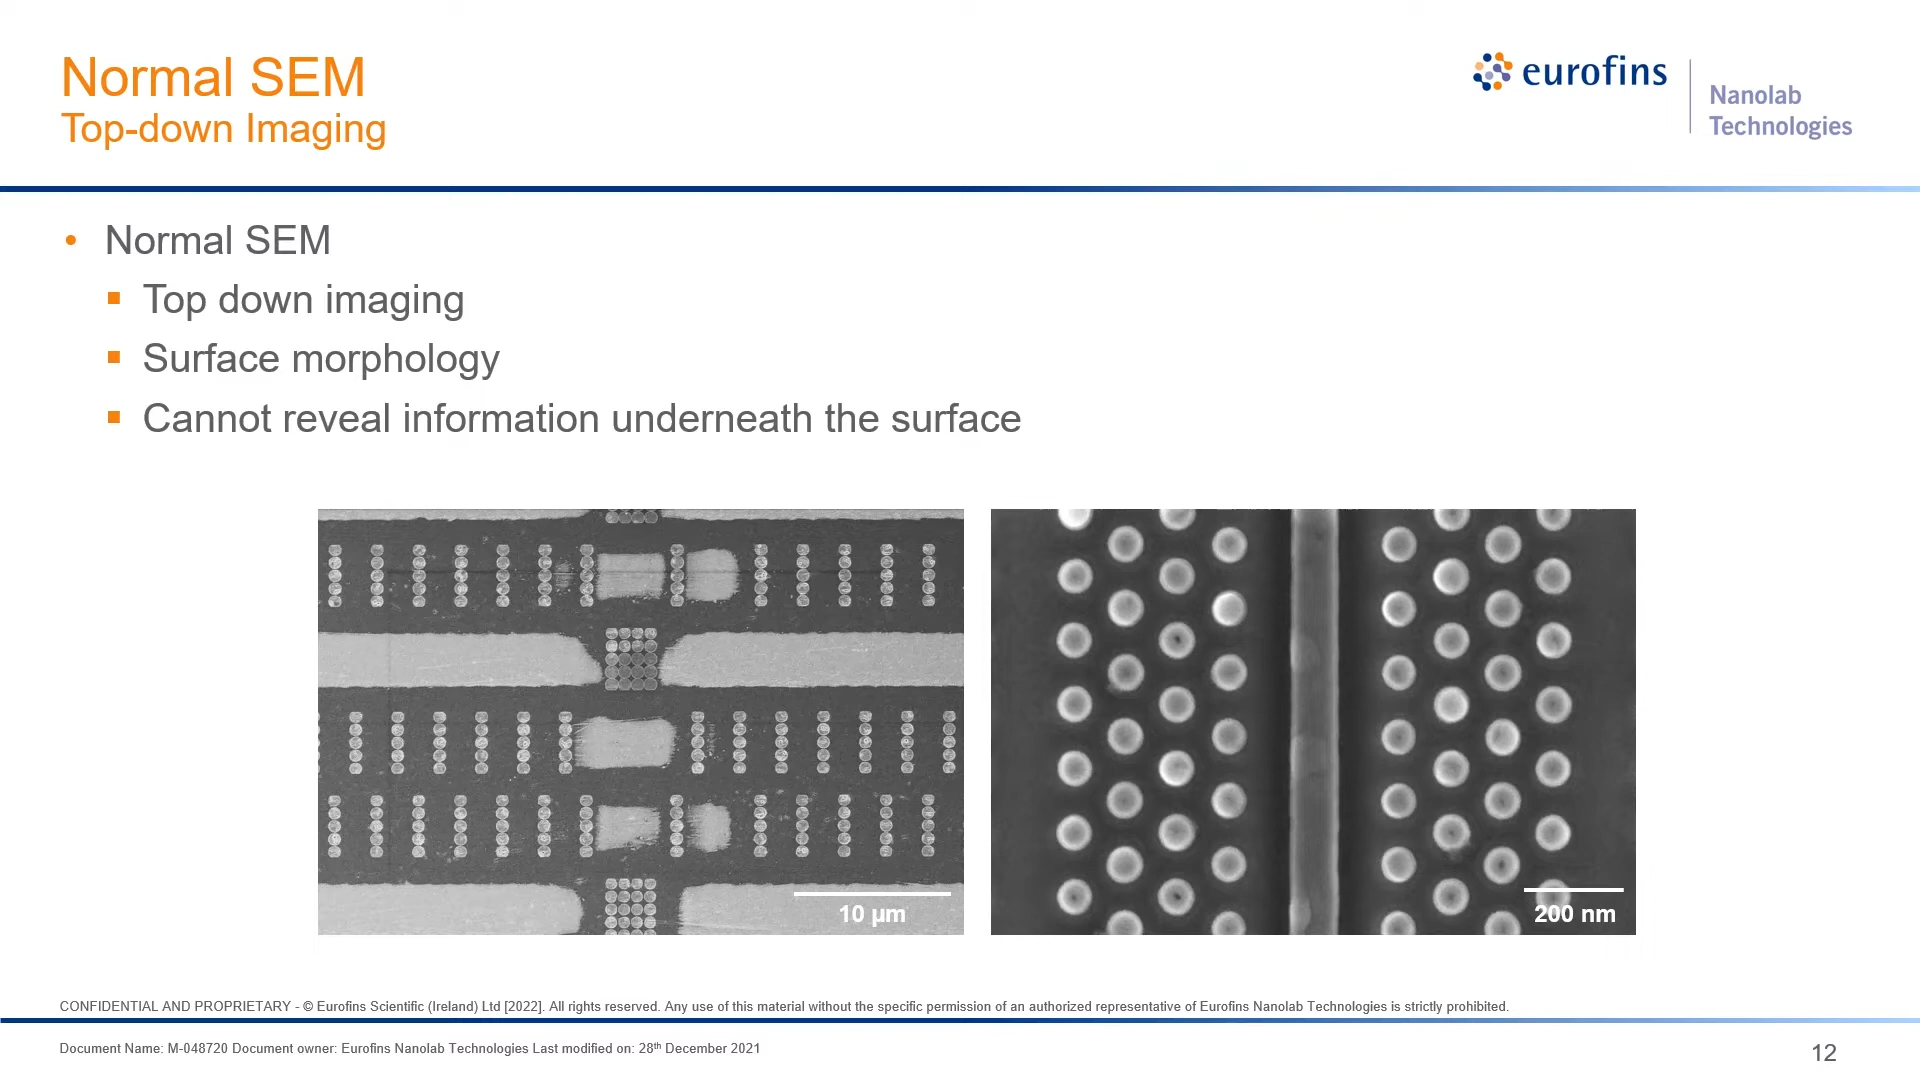 Normal SEM
Top-down Imaging
eurofins
Nanolab
Technologies
• Normal SEM
▪ Top down imaging
▪ Surface morphology
▪ Cannot reveal information underneath the surface
10 µm
200 nm
CONFIDENTIAL AND PROPRIETARY - © Eurofins Scientific (Ireland) Ltd [2022]. All rights reserved. Any use of this material without the specific permission of an authorized representative of Eurofins Nanolab Technologies is strictly prohibited.
Document Name: M-048720 Document owner: Eurofins Nanolab Technologies Last modified on: 28th December 2021
12